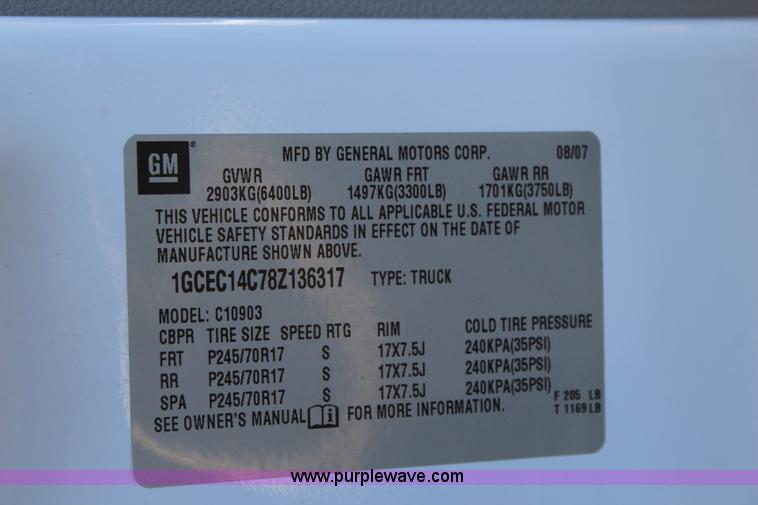 GM ® MFD BY GENERAL MOTORS CORP. 08/07
GVWR GAWR FRT GAWR RR
2903KG(6400LB) 1497KG(3300LB) 1701KG(3750LB)
THIS VEHICLE CONFORMS TO ALL APPLICABLE U.S. FEDERAL MOTOR
VEHICLE SAFETY STANDARDS IN EFFECT ON THE DATE OF
MANUFACTURE SHOWN ABOVE.
1GCEC14C78Z136317 TYPE: TRUCK
MODEL: C10903
CBPR TIRE SIZE SPEED RTG RIM COLD TIRE PRESSURE
FRT P245/70R17 S 17X7.5J 240KPA(35PSI)
RR P245/70R17 S 17X7.5J 240KPA(35PSI)
SPA P245/70R17 S 17X7.5J 240KPA(35PSI)
SEE OWNER'S MANUAL i FOR MORE INFORMATION.
F 205 LB
T 1169 LB
www.purplewave.com